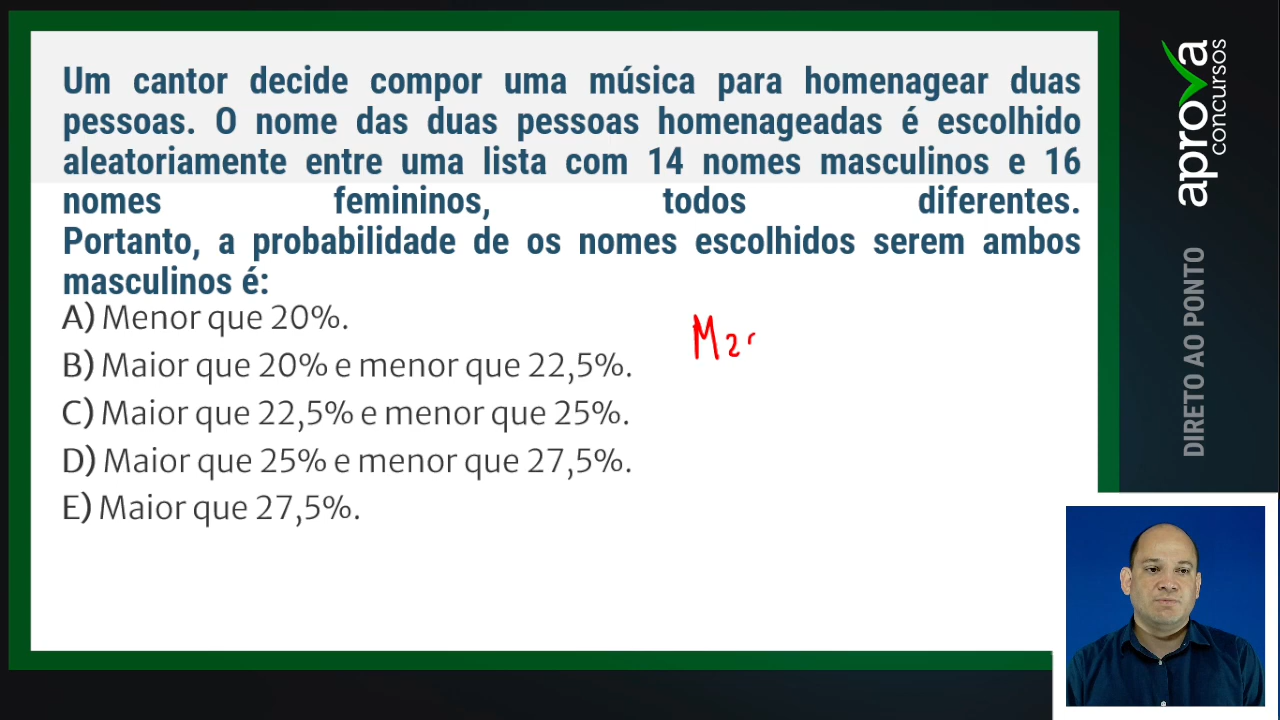 Um cantor decide compor uma música para homenagear duas
pessoas. O nome das duas pessoas homenageadas é escolhido
aleatoriamente entre uma lista com 14 nomes masculinos e 16
nomes femininos, todos diferentes.
Portanto, a probabilidade de os nomes escolhidos serem ambos
masculinos é:
A) Menor que 20%.
B) Maior que 20% e menor que 22,5%.
C) Maior que 22,5% e menor que 25%.
D) Maior que 25% e menor que 27,5%.
E) Maior que 27,5%.
M 2
aprova
concursos
DIRETO AO PONTO